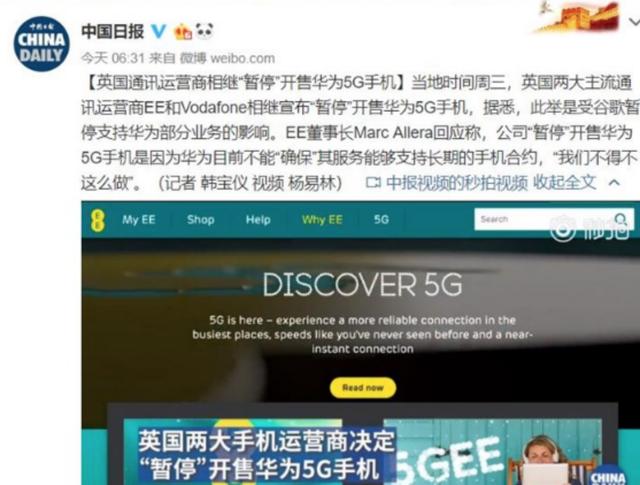 中国日报
CHINA
DAILY
今天 06:31 来自 微博 weibo.com
【英国通讯运营商相继“暂停”开售华为5G手机】当地时间周三，英国两大主流通
讯运营商EE和Vodafone相继宣布“暂停”开售华为5G手机，据悉，此举是受谷歌暂
停支持华为部分业务的影响。EE董事长Marc Allera回应称，公司“暂停”开售华为
5G手机是因为华为目前不能“确保”其服务能够支持长期的手机合约，“我们不得不
这么做”。（记者 韩宝仪 视频 杨易林） 中报视频的秒拍视频 收起全文
EE My EE Shop Help Why EE 5G Search
秒拍
DISCOVER 5G
5G is here – experience a more reliable connection in the
busiest places, speeds like you've never seen before and a near-
instant connection
Read now
英国两大手机运营商决定
“暂停”开售华为5G手机
5GEE
CHINA